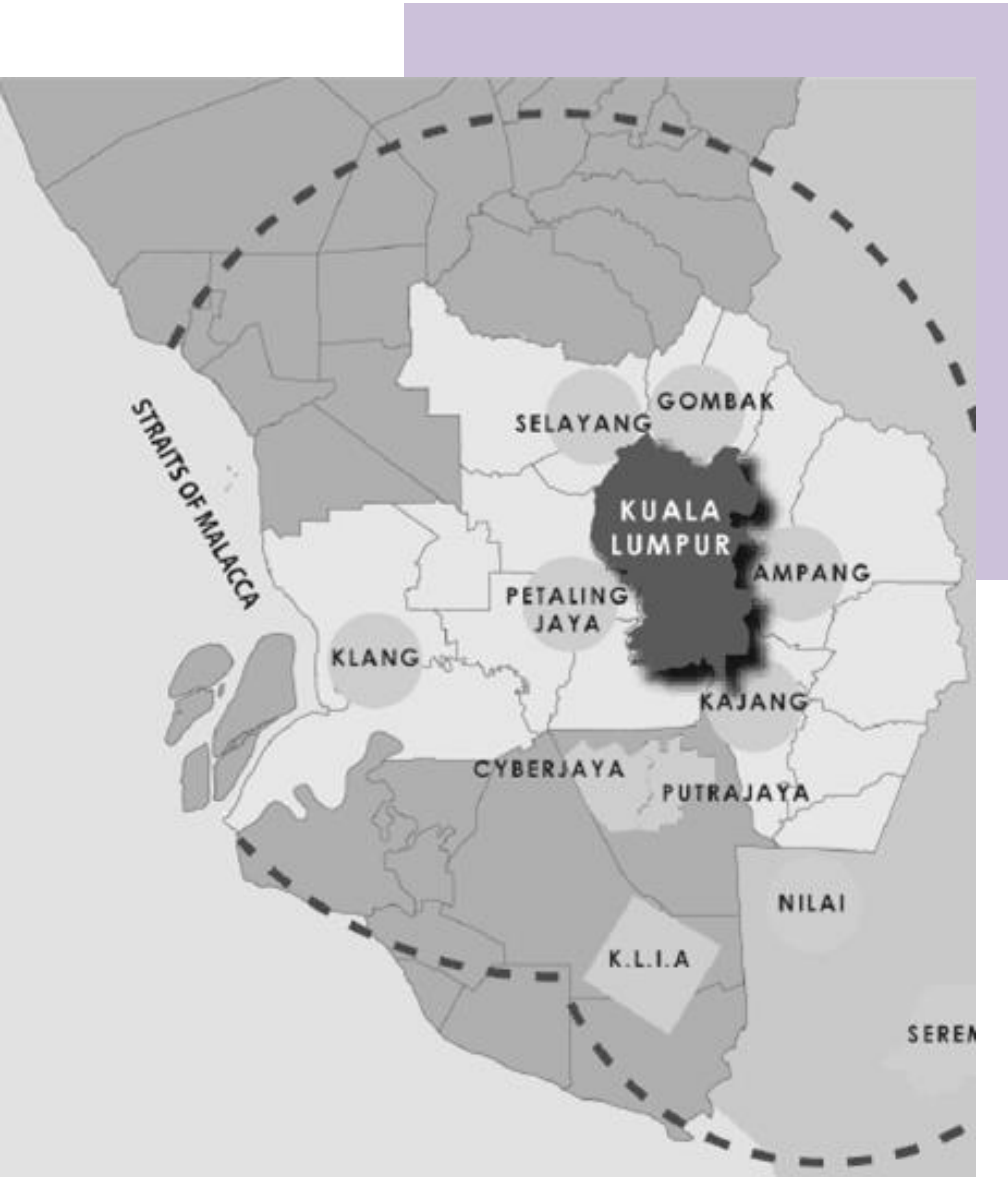 GOMBAK
SELAYANG
STRAITS OF MALACCA
KUALA
LUMPUR
AMPANG
PETALING
JAYA
KLANG
KAJANG
CYBERJAYA
PUTRAJAYA
NILAI
K.L.I.A
SEREM